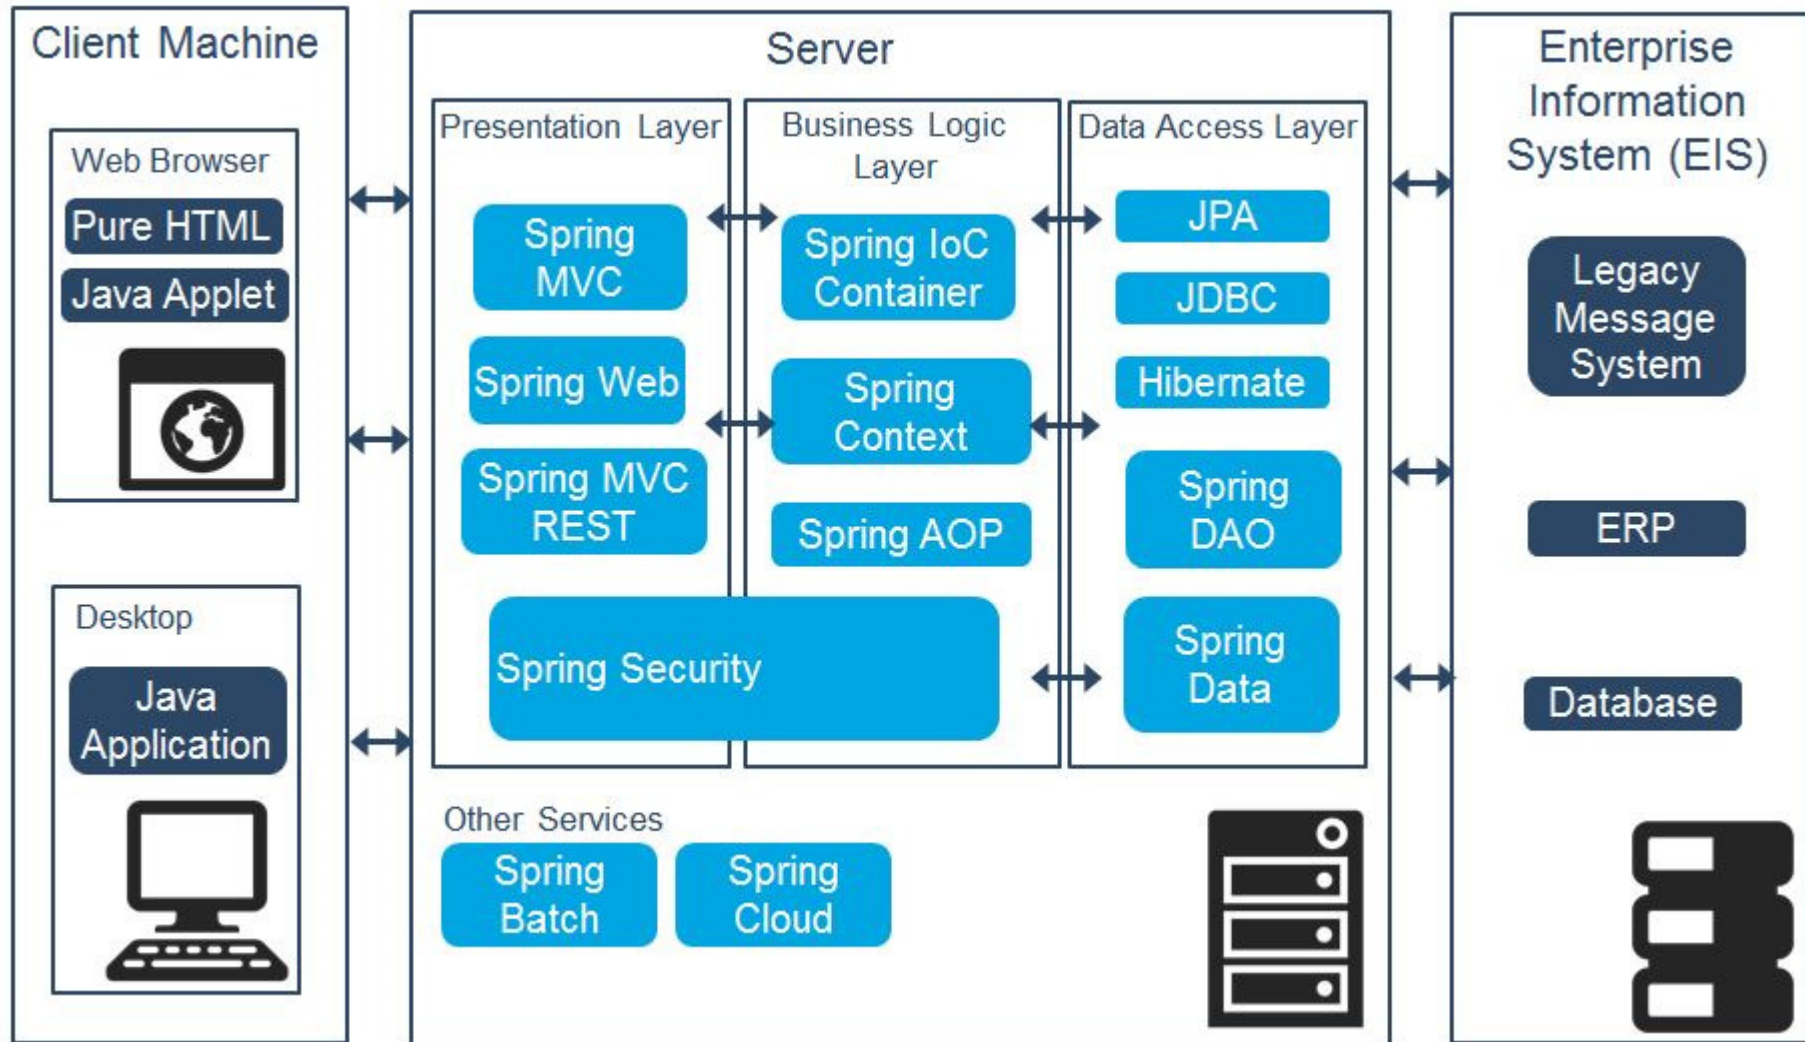 Client Machine
Web Browser
Pure HTML
Java Applet
Desktop
Java
Application
Server
Presentation Layer
Spring
MVC
Spring Web
Spring MVC
REST
Business Logic
Layer
Spring IoC
Container
Spring
Context
Spring AOP
Spring Security
Data Access Layer
JPA
JDBC
Hibernate
Spring
DAO
Spring
Data
Other Services
Spring
Batch
Spring
Cloud
Enterprise
Information
System (EIS)
Legacy
Message
System
ERP
Database